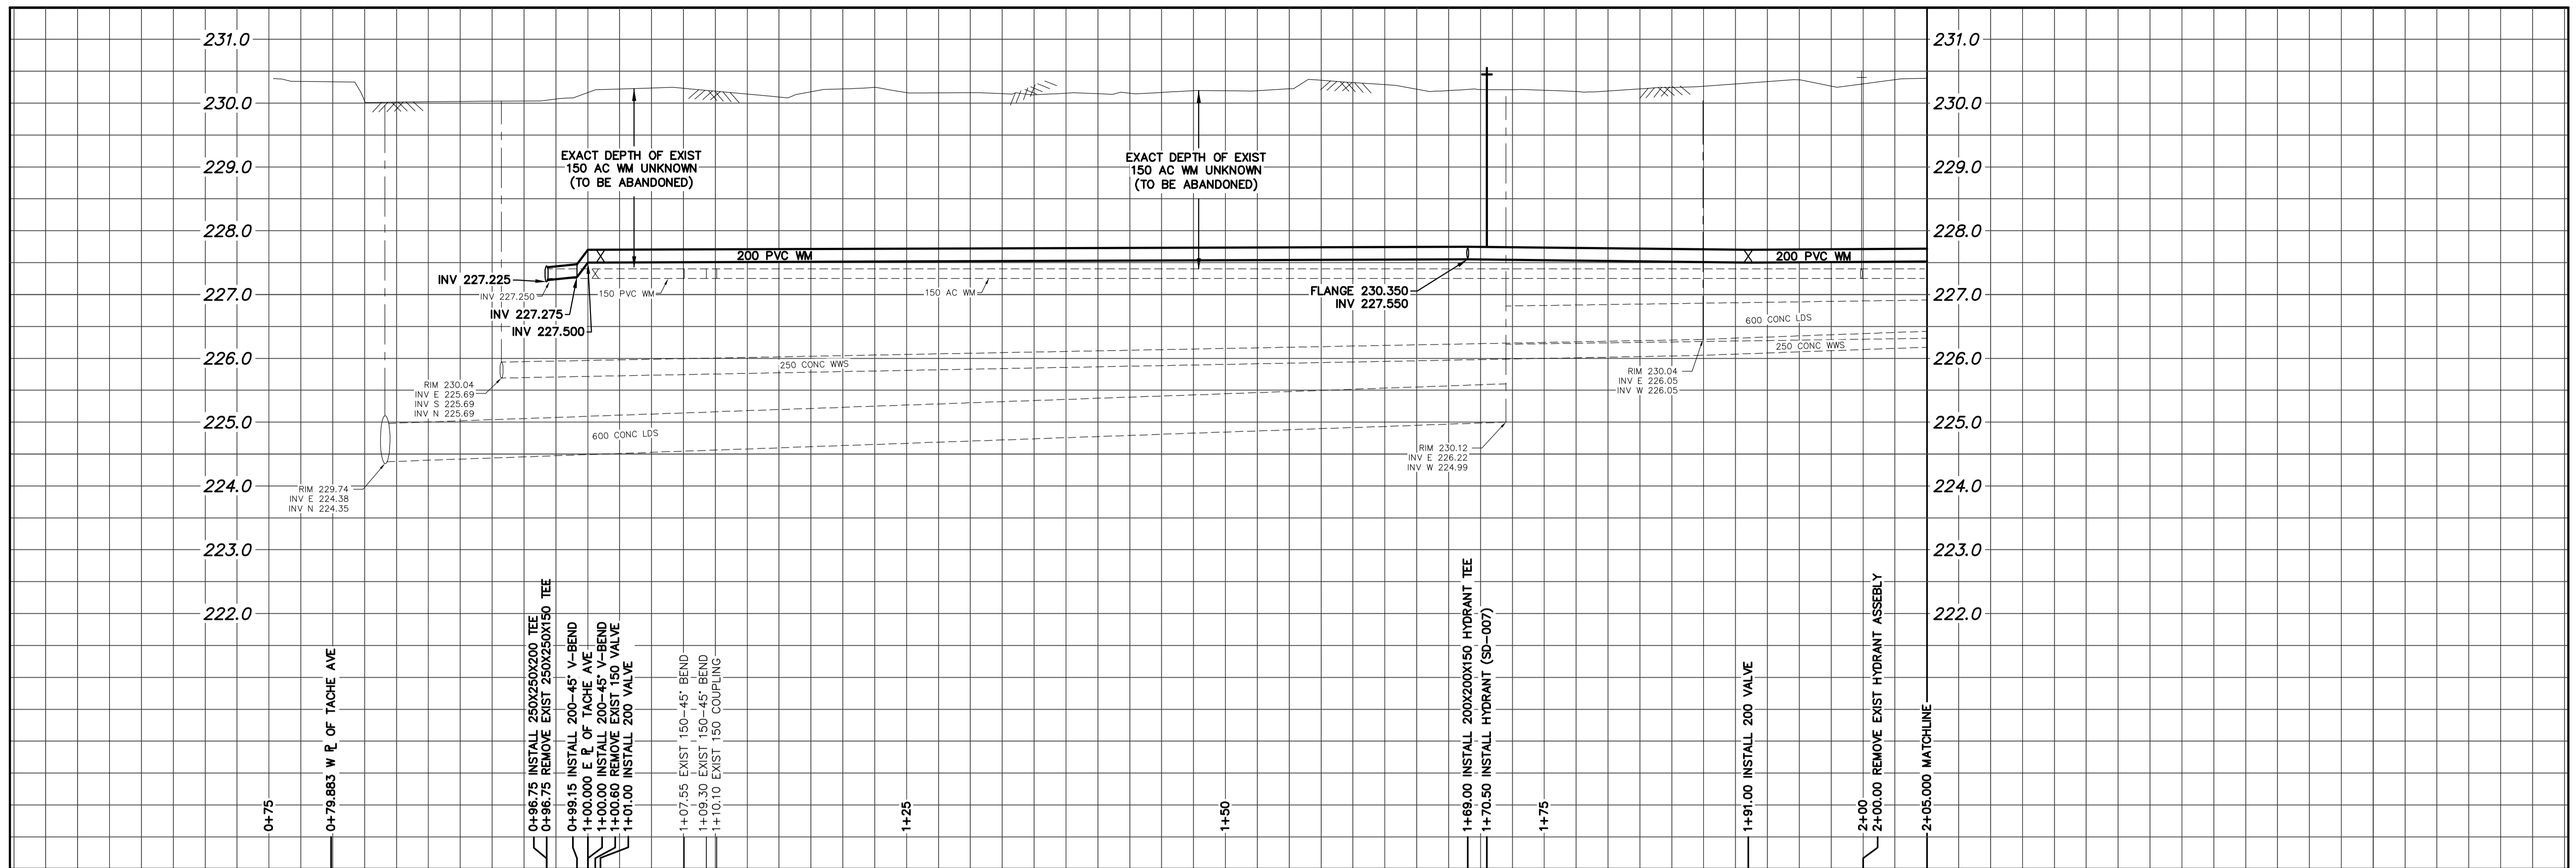 231.0
230.0
229.0
228.0
227.0
226.0
225.0
224.0
223.0
222.0
231.0
230.0
229.0
228.0
227.0
226.0
225.0
224.0
223.0
222.0
EXACT DEPTH OF EXIST
150 AC WM UNKNOWN
(TO BE ABANDONED)
EXACT DEPTH OF EXIST
150 AC WM UNKNOWN
(TO BE ABANDONED)
200 PVC WM
200 PVC WM
INV 227.225
INV 227.250
INV 227.275
INV 227.500
150 PVC WM
150 AC WM
FLANGE 230.350
INV 227.550
600 CONC LDS
250 CONC WWS
250 CONC WWS
RIM 230.04
INV E 225.69
INV S 225.69
INV N 225.69
RIM 230.04
INV E 226.05
INV W 226.05
600 CONC LDS
RIM 230.12
INV E 226.22
INV W 224.99
RIM 229.74
INV E 224.38
INV N 224.35
0+75
0+79.883 W PL OF TACHE AVE
0+96.75 INSTALL 250X250X200 TEE
0+96.75 REMOVE EXIST 250X250X150 TEE
0+99.15 INSTALL 200-45° V-BEND
1+00.000 E PL OF TACHE AVE
1+00.00 INSTALL 200-45° V-BEND
1+00.60 REMOVE EXIST 150 VALVE
1+01.00 INSTALL 200 VALVE
1+07.55 EXIST 150-45° BEND
1+09.30 EXIST 150-45° BEND
1+10.10 EXIST 150 COUPLING
1+25
1+50
1+69.00 INSTALL 200X200X150 HYDRANT TEE
1+70.50 INSTALL HYDRANT (SD-007)
1+75
1+91.00 INSTALL 200 VALVE
2+00
2+00.00 REMOVE EXIST HYDRANT ASSEBLY
2+05.000 MATCHLINE